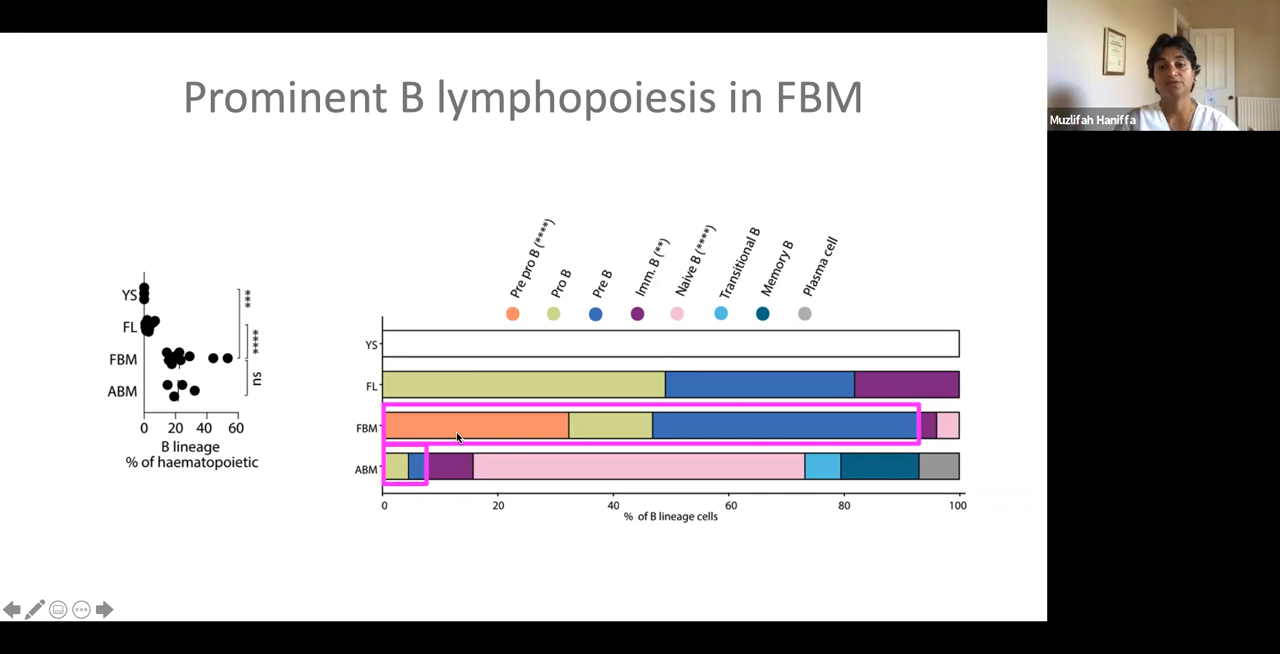 Prominent B lymphopoiesis in FBM
Muzlifah Haniffa
YS
FL
FBM
ABM
***
****
ns
0 20 40 60
B lineage
% of haematopoietic
Pre pro B (****)
Pro B
Pre B
Imm. B (**)
Naive B (****)
Transitional B
Memory B
Plasma cell
YS
FL
FBM
ABM
0 20 40 60 80 100
% of B lineage cells